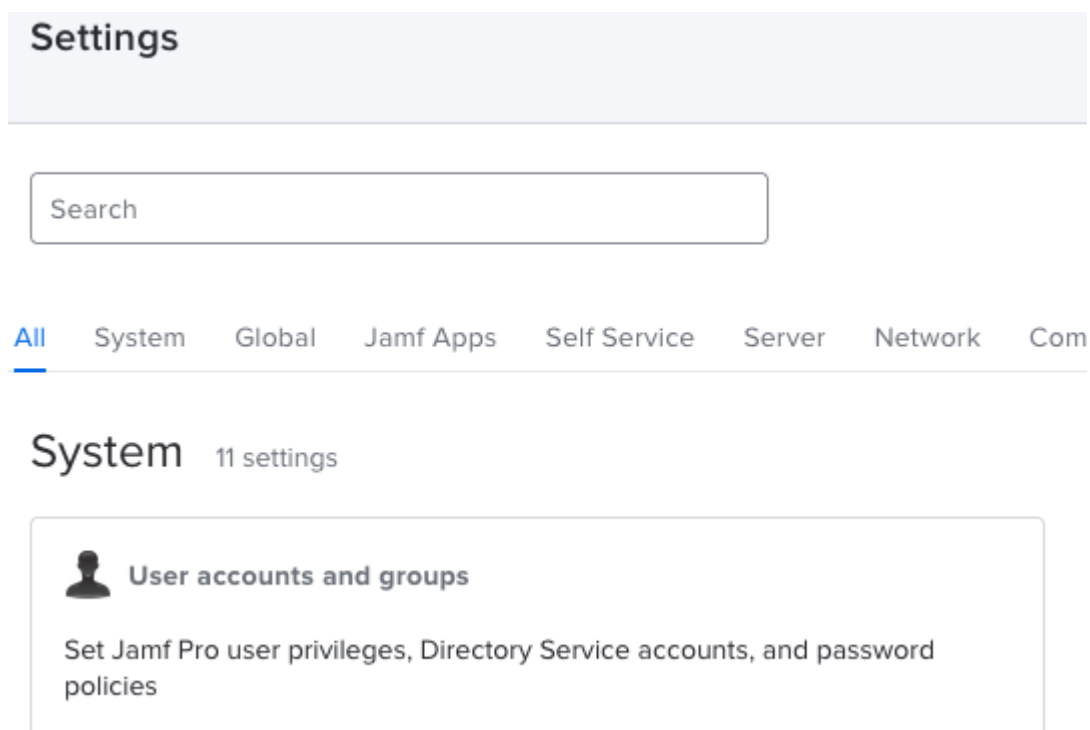 Settings
Search
All System Global Jamf Apps Self Service Server Network Com
System 11 settings
User accounts and groups
Set Jamf Pro user privileges, Directory Service accounts, and password
policies